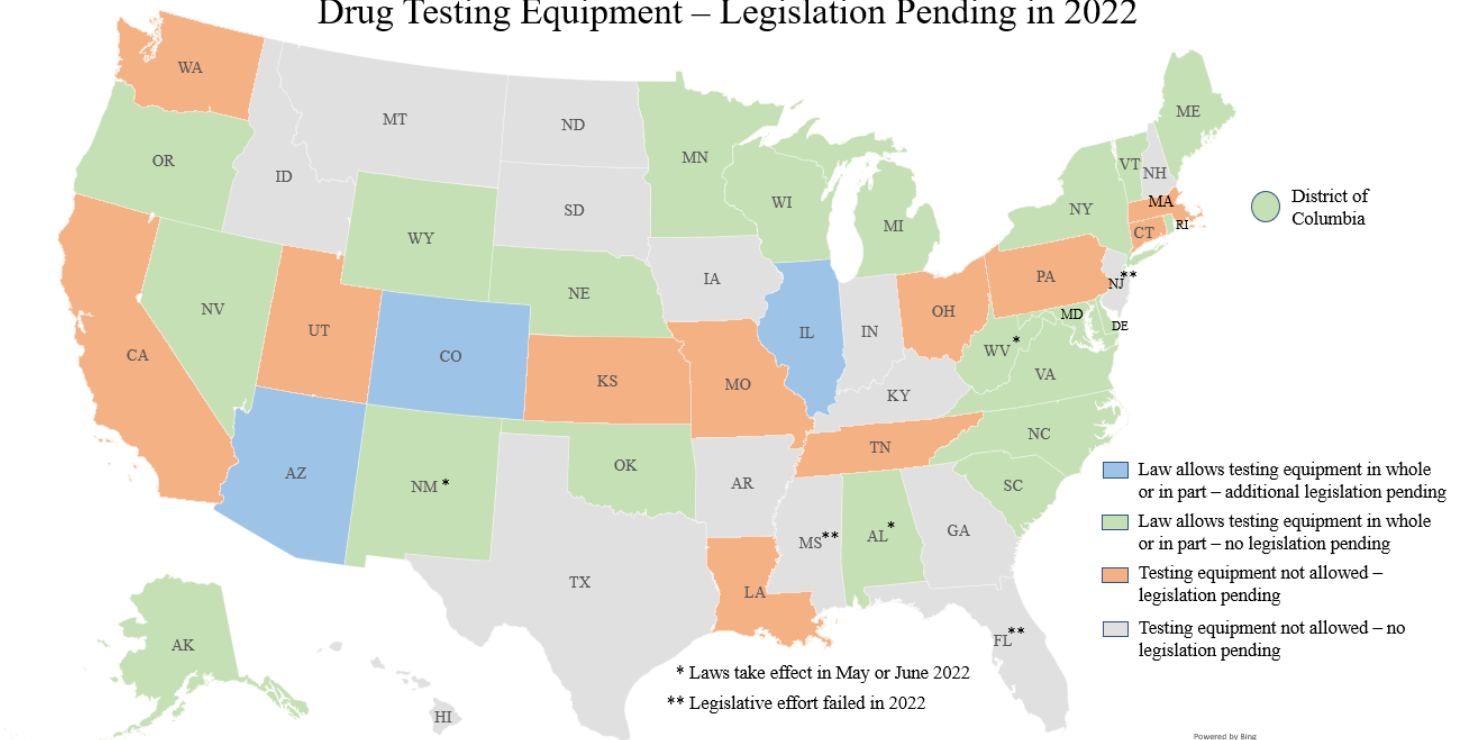 Drug Testing Equipment – Legislation Pending in 2022
WA
MT
ND
ME
MN
OR
VT
NH
ID
WI
MA
NY
SD
RI
MI
CT
WY
District of
Columbia
PA
IA
NJ**
NE
NV
OH
MD
UT
IL
IN
DE
WV*
CO
CA
VA
KS
MO
KY
NC
TN
OK
AZ
NM*
AR
SC
Law allows testing equipment in whole
or in part – additional legislation pending
Law allows testing equipment in whole
or in part – no legislation pending
Testing equipment not allowed –
legislation pending
Testing equipment not allowed – no
legislation pending
MS**
AL*
GA
TX
LA
FL**
AK
HI
* Laws take effect in May or June 2022
** Legislative effort failed in 2022
Powered by Bing